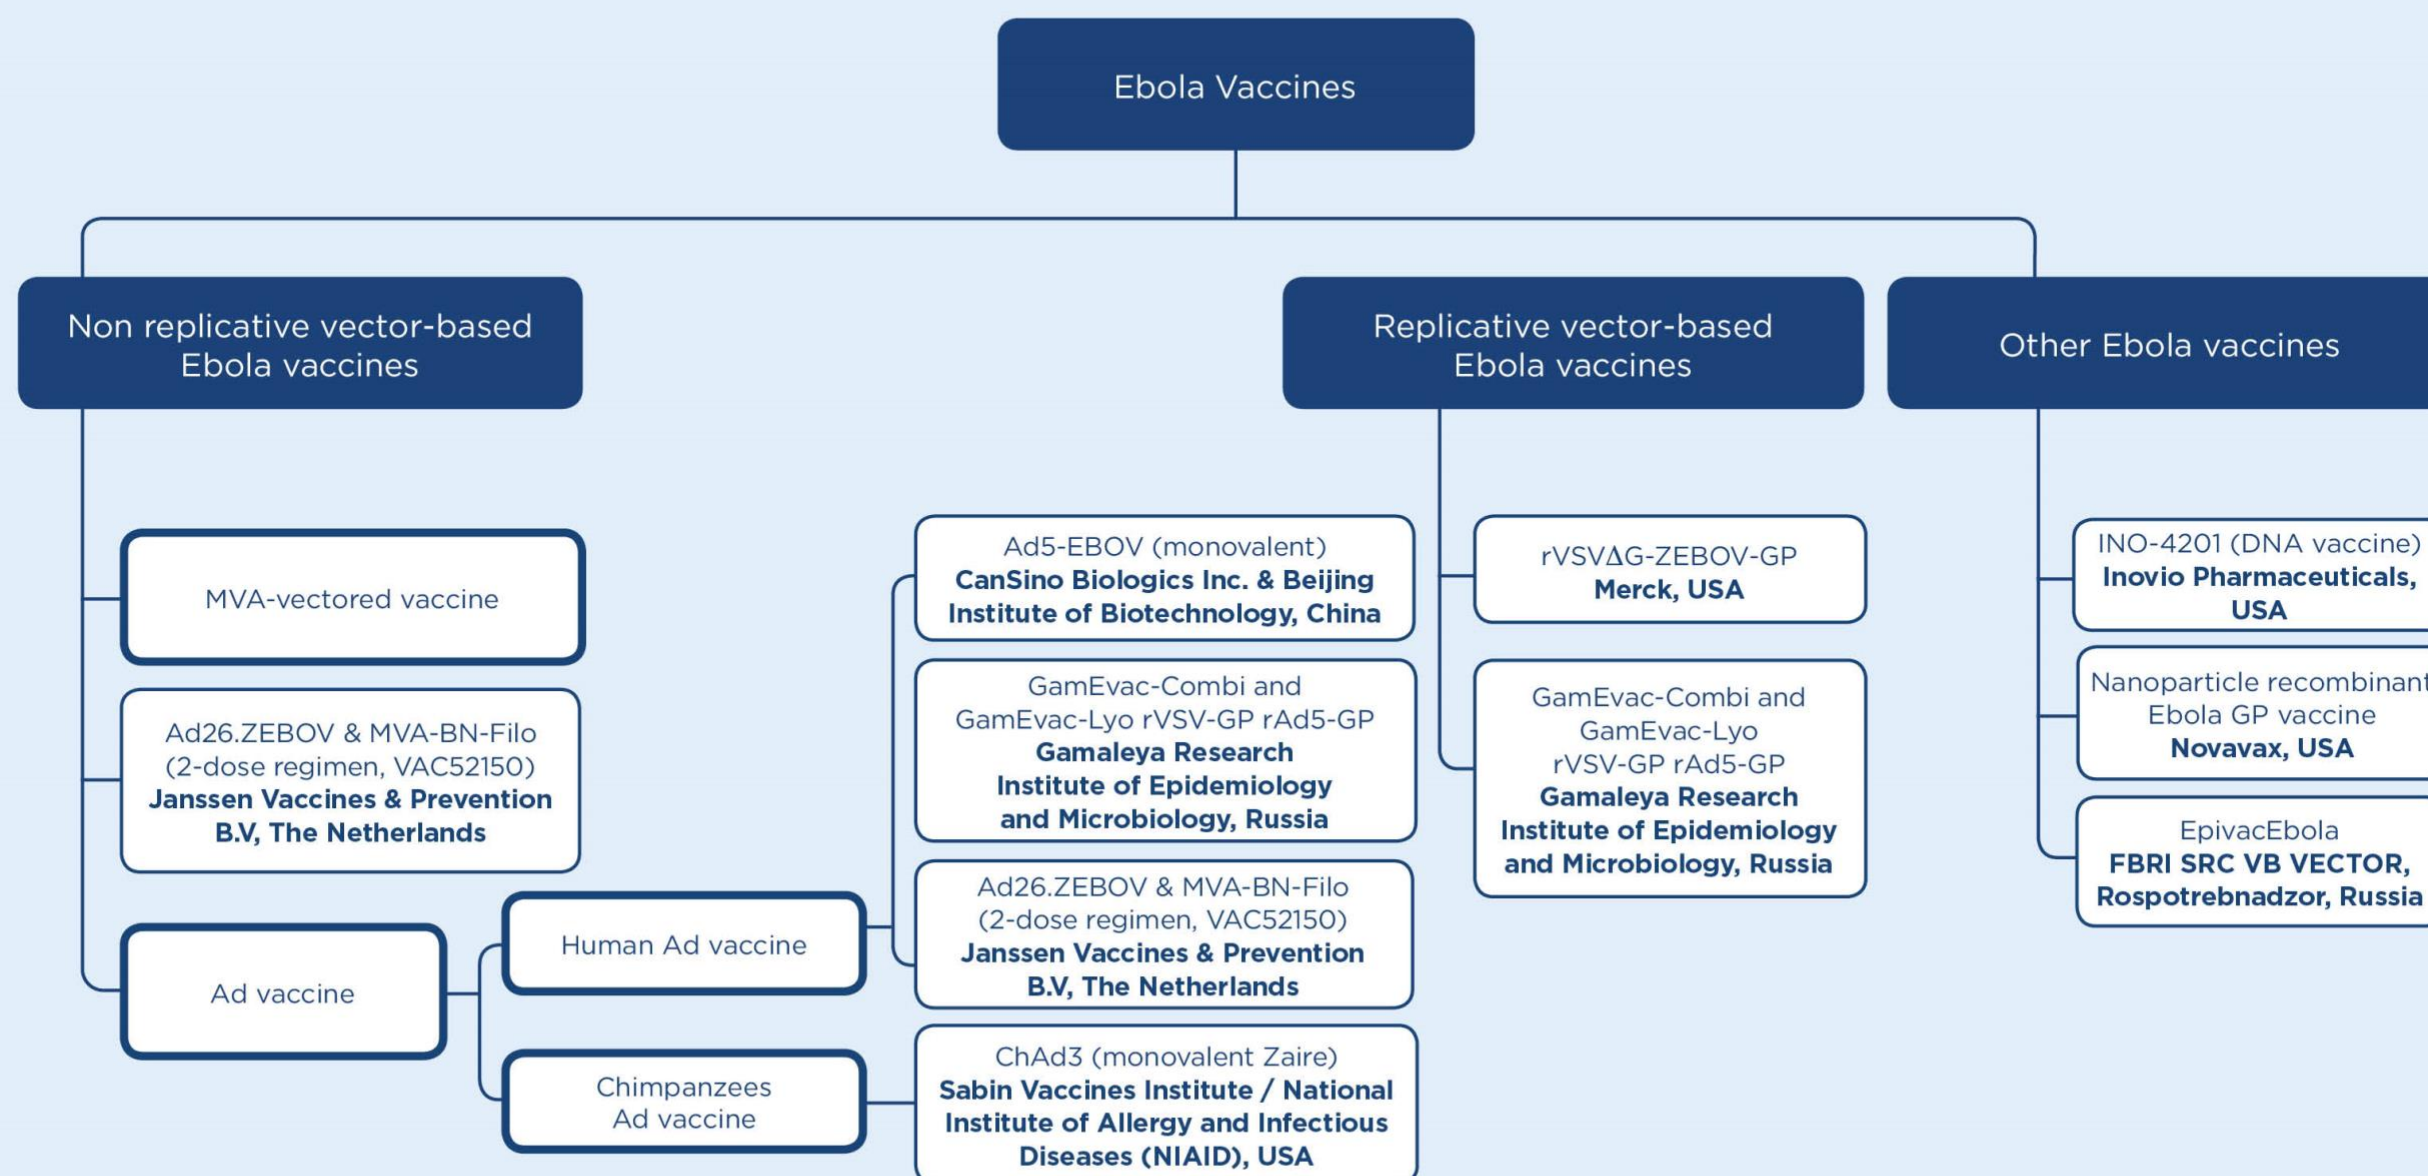 Ebola Vaccines
Non replicative vector-based
Ebola vaccines
Replicative vector-based
Ebola vaccines
Other Ebola vaccines
MVA-vectored vaccine
Ad26.ZEBOV & MVA-BN-Filo
(2-dose regimen, VAC52150)
Janssen Vaccines & Prevention
B.V, The Netherlands
Ad vaccine
Human Ad vaccine
Chimpanzees
Ad vaccine
Ad5-EBOV (monovalent)
CanSino Biologics Inc. & Beijing
Institute of Biotechnology, China
GamEvac-Combi and
GamEvac-Lyo rVSV-GP rAd5-GP
Gamaleya Research
Institute of Epidemiology
and Microbiology, Russia
Ad26.ZEBOV & MVA-BN-Filo
(2-dose regimen, VAC52150)
Janssen Vaccines & Prevention
B.V, The Netherlands
ChAd3 (monovalent Zaire)
Sabin Vaccines Institute / National
Institute of Allergy and Infectious
Diseases (NIAID), USA
rVSVΔG-ZEBOV-GP
Merck, USA
GamEvac-Combi and
GamEvac-Lyo
rVSV-GP rAd5-GP
Gamaleya Research
Institute of Epidemiology
and Microbiology, Russia
INO-4201 (DNA vaccine)
Inovio Pharmaceuticals,
USA
Nanoparticle recombinant
Ebola GP vaccine
Novavax, USA
EpivacEbola
FBRI SRC VB VECTOR,
Rospotrebnadzor, Russia